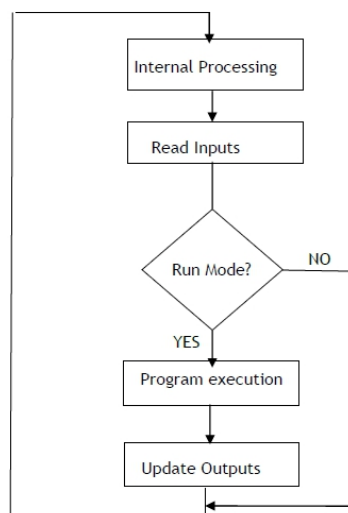 Internal Processing
Read Inputs
Run Mode?
NO
YES
Program execution
Update Outputs